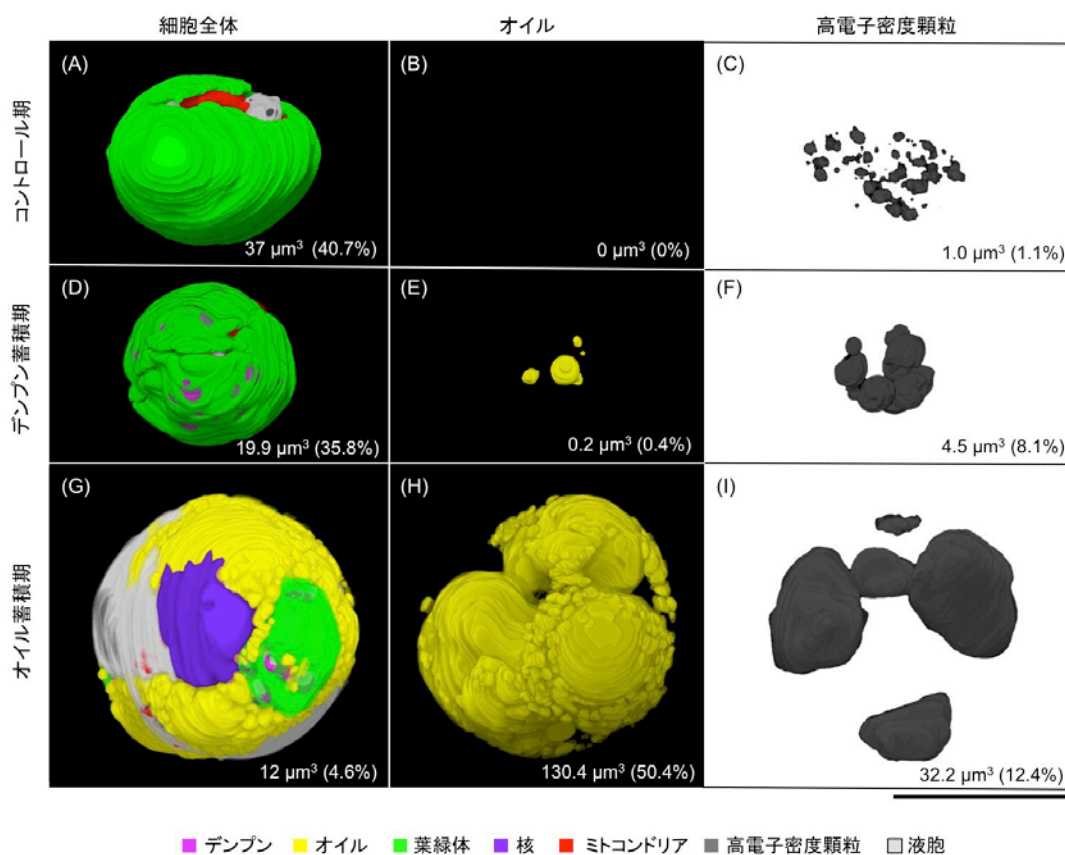 細胞全体 オイル 高電子密度顆粒
コントロール期
(A) (B) (C)
37 μm³ (40.7%) 0 μm³ (0%) 1.0 μm³ (1.1%)
デンプン蓄積期
(D) (E) (F)
19.9 μm³ (35.8%) 0.2 μm³ (0.4%) 4.5 μm³ (8.1%)
オイル蓄積期
(G) (H) (I)
12 μm³ (4.6%) 130.4 μm³ (50.4%) 32.2 μm³ (12.4%)
デンプン オイル 葉緑体 核 ミトコンドリア 高電子密度顆粒 液胞